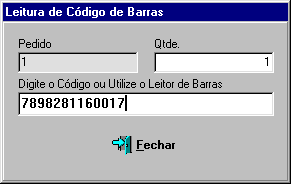 Leitura de Código de Barras
Pedido Qtde.
1 1
Digite o Código ou Utilize o Leitor de Barras
7898281160017
Fechar